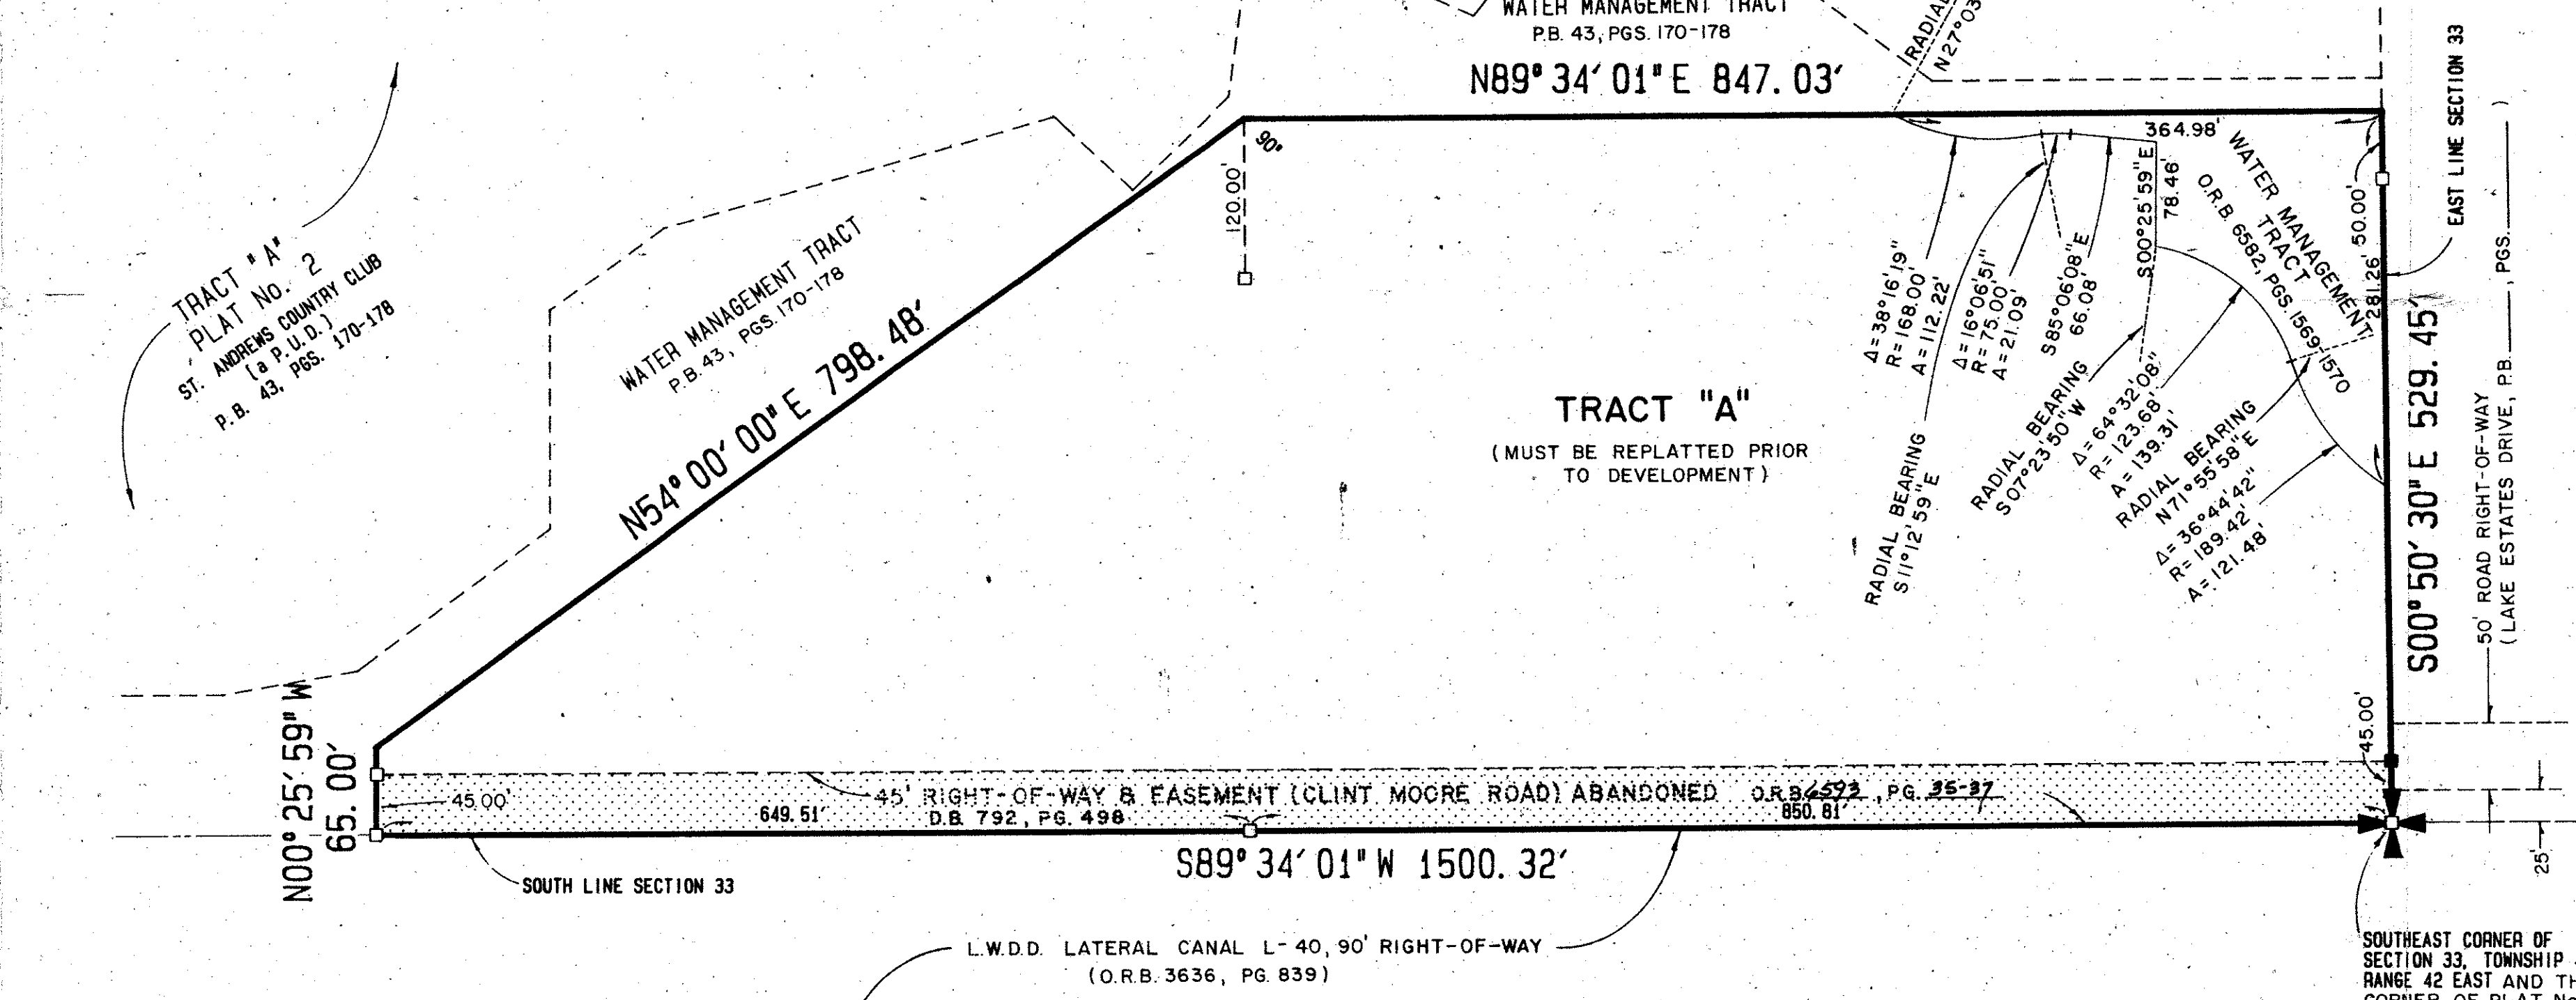 WATER MANAGEMENT TRACT
P.B. 43, PGS. 170-178
N89° 34' 01" E 847.03'
RADIAL
N27°03'
EAST LINE SECTION 33
90°
120.00'
364.98'
50.00'
281.26'
S00°25'59"E
78.46'
WATER MANAGEMENT
TRACT
O.R.B. 6582, PGS. 1569-1570
TRACT "A"
PLAT No. 2
ST. ANDREWS COUNTRY CLUB
(a P.U.D.)
P.B. 43, PGS. 170-178
WATER MANAGEMENT TRACT
P.B. 43, PGS. 170-178
N54° 00' 00" E 798.48'
Δ=38°16'19"
R=168.00'
A=112.22'
Δ=16°06'51"
R=75.00'
A=21.09'
S85°06'08"E
66.08'
RADIAL BEARING
S11°12'59"E
RADIAL BEARING
S07°23'50"W
Δ=64°32'08"
R=123.68'
A=139.31'
RADIAL BEARING
N71°55'58"E
Δ=36°44'42"
R=189.42'
A=121.48'
TRACT "A"
(MUST BE REPLATTED PRIOR
TO DEVELOPMENT)
S00° 50' 30" E 529.45'
50' ROAD RIGHT-OF-WAY
(LAKE ESTATES DRIVE, P.B. , PGS. )
N00° 25' 59" W
65.00'
45.00'
45.00'
45' RIGHT-OF-WAY & EASEMENT (CLINT MOORE ROAD) ABANDONED O.R.B. 6593, PG. 35-37
649.51'
D.B. 792, PG. 498
850.81'
S89° 34' 01" W 1500.32'
SOUTH LINE SECTION 33
25'
L.W.D.D. LATERAL CANAL L-40, 90' RIGHT-OF-WAY
(O.R.B. 3636, PG. 839)
SOUTHEAST CORNER OF
SECTION 33, TOWNSHIP
RANGE 42 EAST AND TH
CORNER OF PLAT